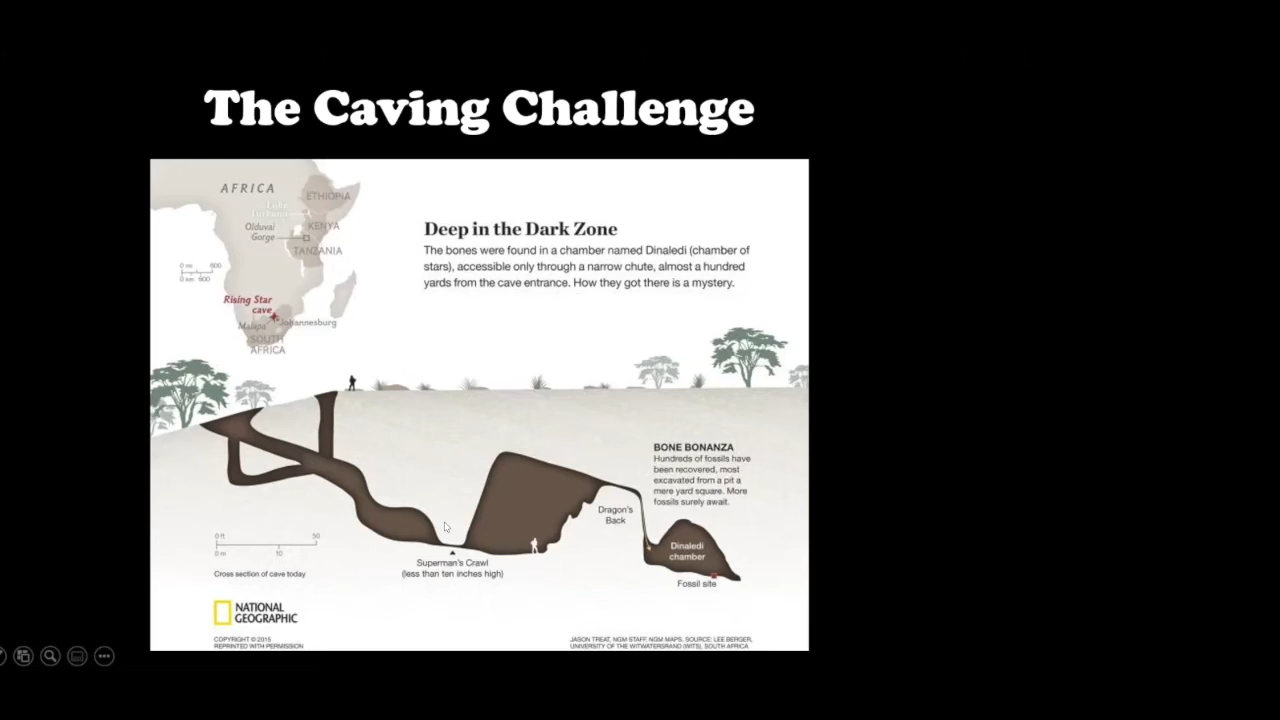 The Caving Challenge
AFRICA
ETHIOPIA
Lake
Turkana
Olduvai
Gorge
KENYA
TANZANIA
0 mi 600
0 km 600
Rising Star
cave
Malapa
Johannesburg
SOUTH
AFRICA
Deep in the Dark Zone
The bones were found in a chamber named Dinaledi (chamber of
stars), accessible only through a narrow chute, almost a hundred
yards from the cave entrance. How they got there is a mystery.
BONE BONANZA
Hundreds of fossils have
been recovered, most
excavated from a pit a
mere yard square. More
fossils surely await.
Dragon's
Back
Dinaledi
chamber
Fossil site
0 ft 50
0 m 10
Superman's Crawl
(less than ten inches high)
Cross section of cave today
NATIONAL
GEOGRAPHIC
COPYRIGHT © 2015
REPRINTED WITH PERMISSION
JASON TREAT, NGM STAFF, NGM MAPS. SOURCE: LEE BERGER,
UNIVERSITY OF THE WITWATERSRAND (WITS), SOUTH AFRICA